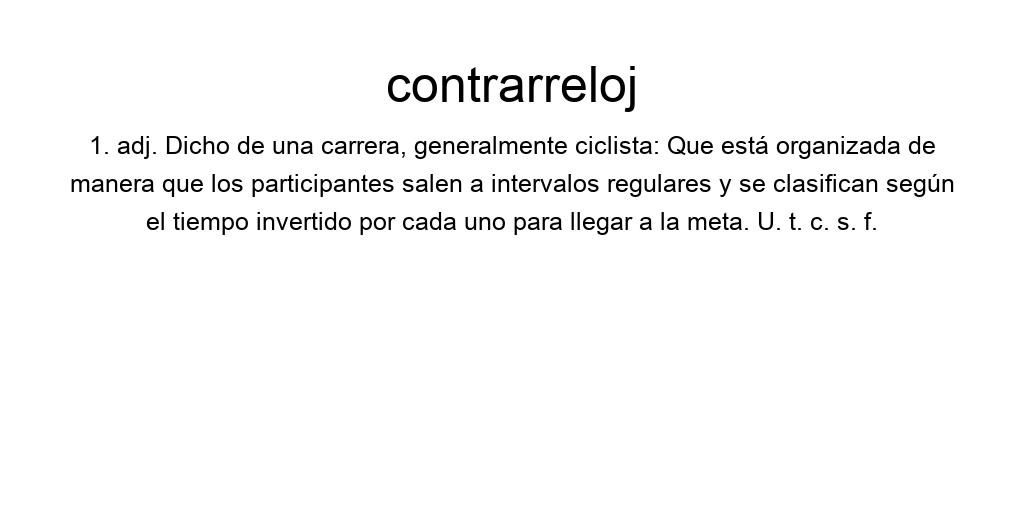 contrarreloj
1. adj. Dicho de una carrera, generalmente ciclista: Que está organizada de
manera que los participantes salen a intervalos regulares y se clasifican según
el tiempo invertido por cada uno para llegar a la meta. U. t. c. s. f.